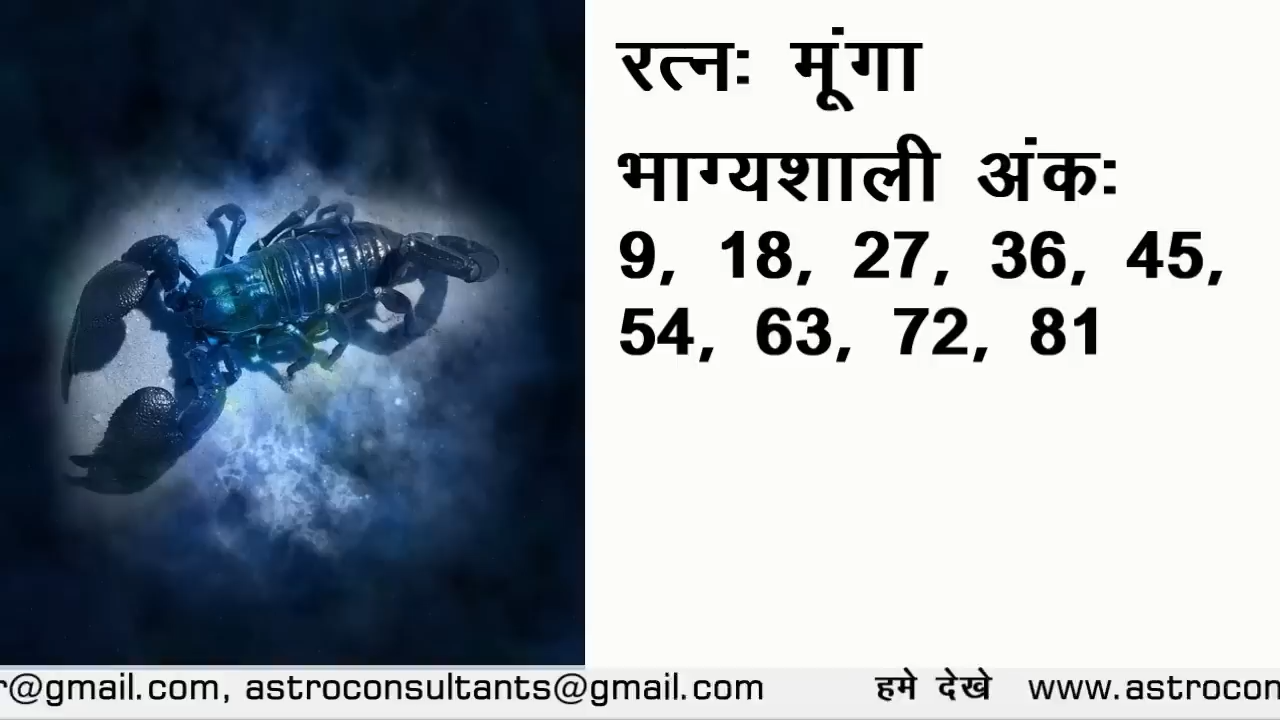 रत्नः मूंगा
भाग्यशाली अंकः
9, 18, 27, 36, 45,
54, 63, 72, 81
r@gmail.com, astroconsultants@gmail.com हमे देखे www.astrocon